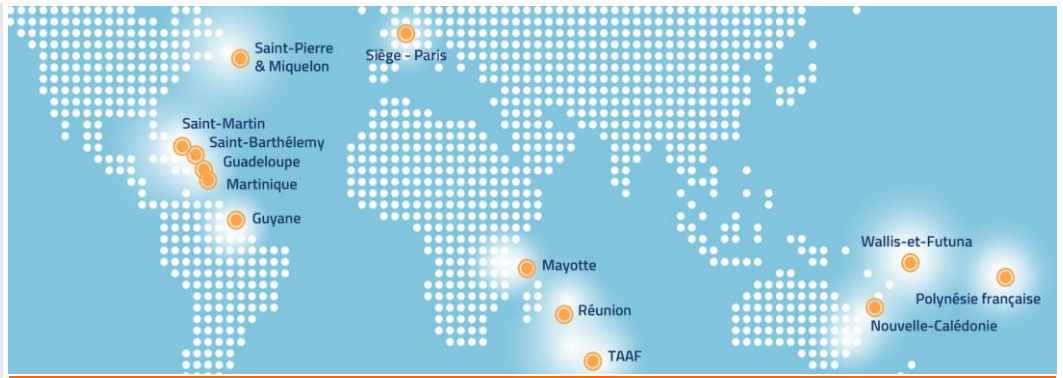 Saint-Pierre
& Miquelon
Siège - Paris
Saint-Martin
Saint-Barthélemy
Guadeloupe
Martinique
Guyane
Mayotte
Réunion
TAAF
Wallis-et-Futuna
Polynésie française
Nouvelle-Calédonie